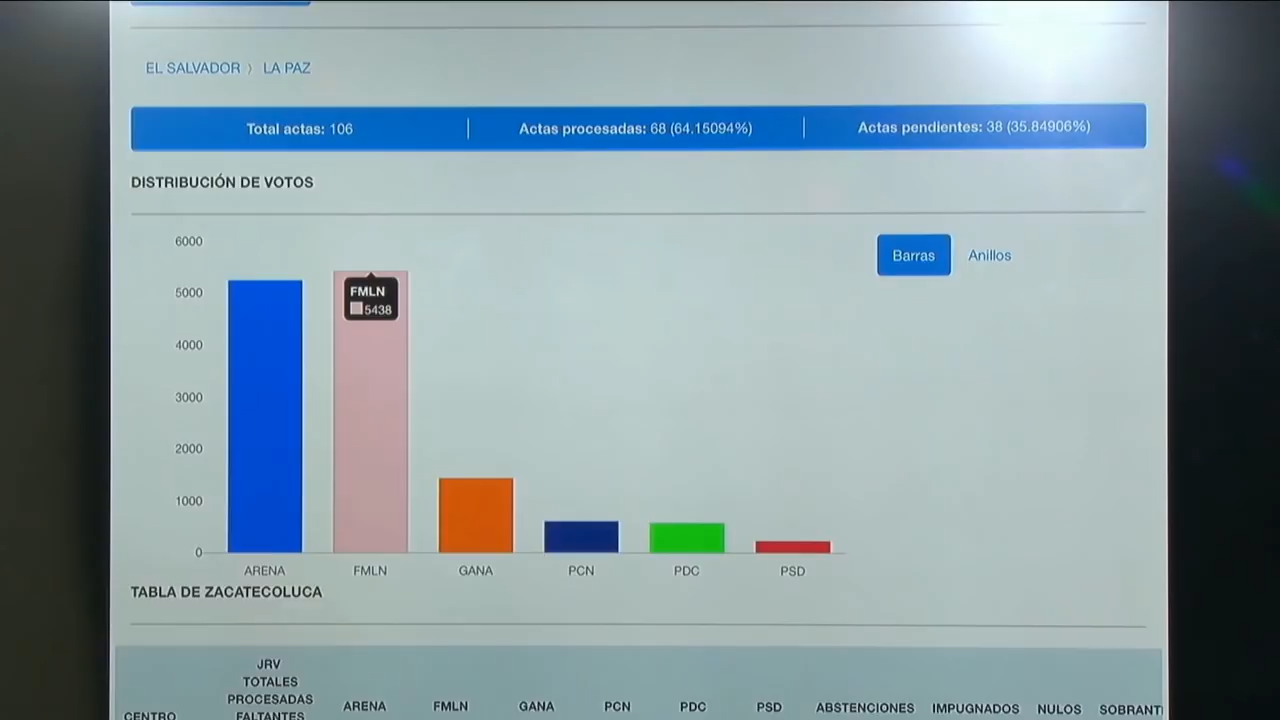 EL SALVADOR 〉 LA PAZ
Total actas: 106 | Actas procesadas: 68 (64.15094%) | Actas pendientes: 38 (35.84906%)
DISTRIBUCIÓN DE VOTOS
Barras Anillos
6000
5000
4000
3000
2000
1000
0
FMLN
5438
ARENA FMLN GANA PCN PDC PSD
TABLA DE ZACATECOLUCA
CENTRO
JRV
TOTALES
PROCESADAS
FALTANTES
ARENA FMLN GANA PCN PDC PSD ABSTENCIONES IMPUGNADOS NULOS SOBRANT